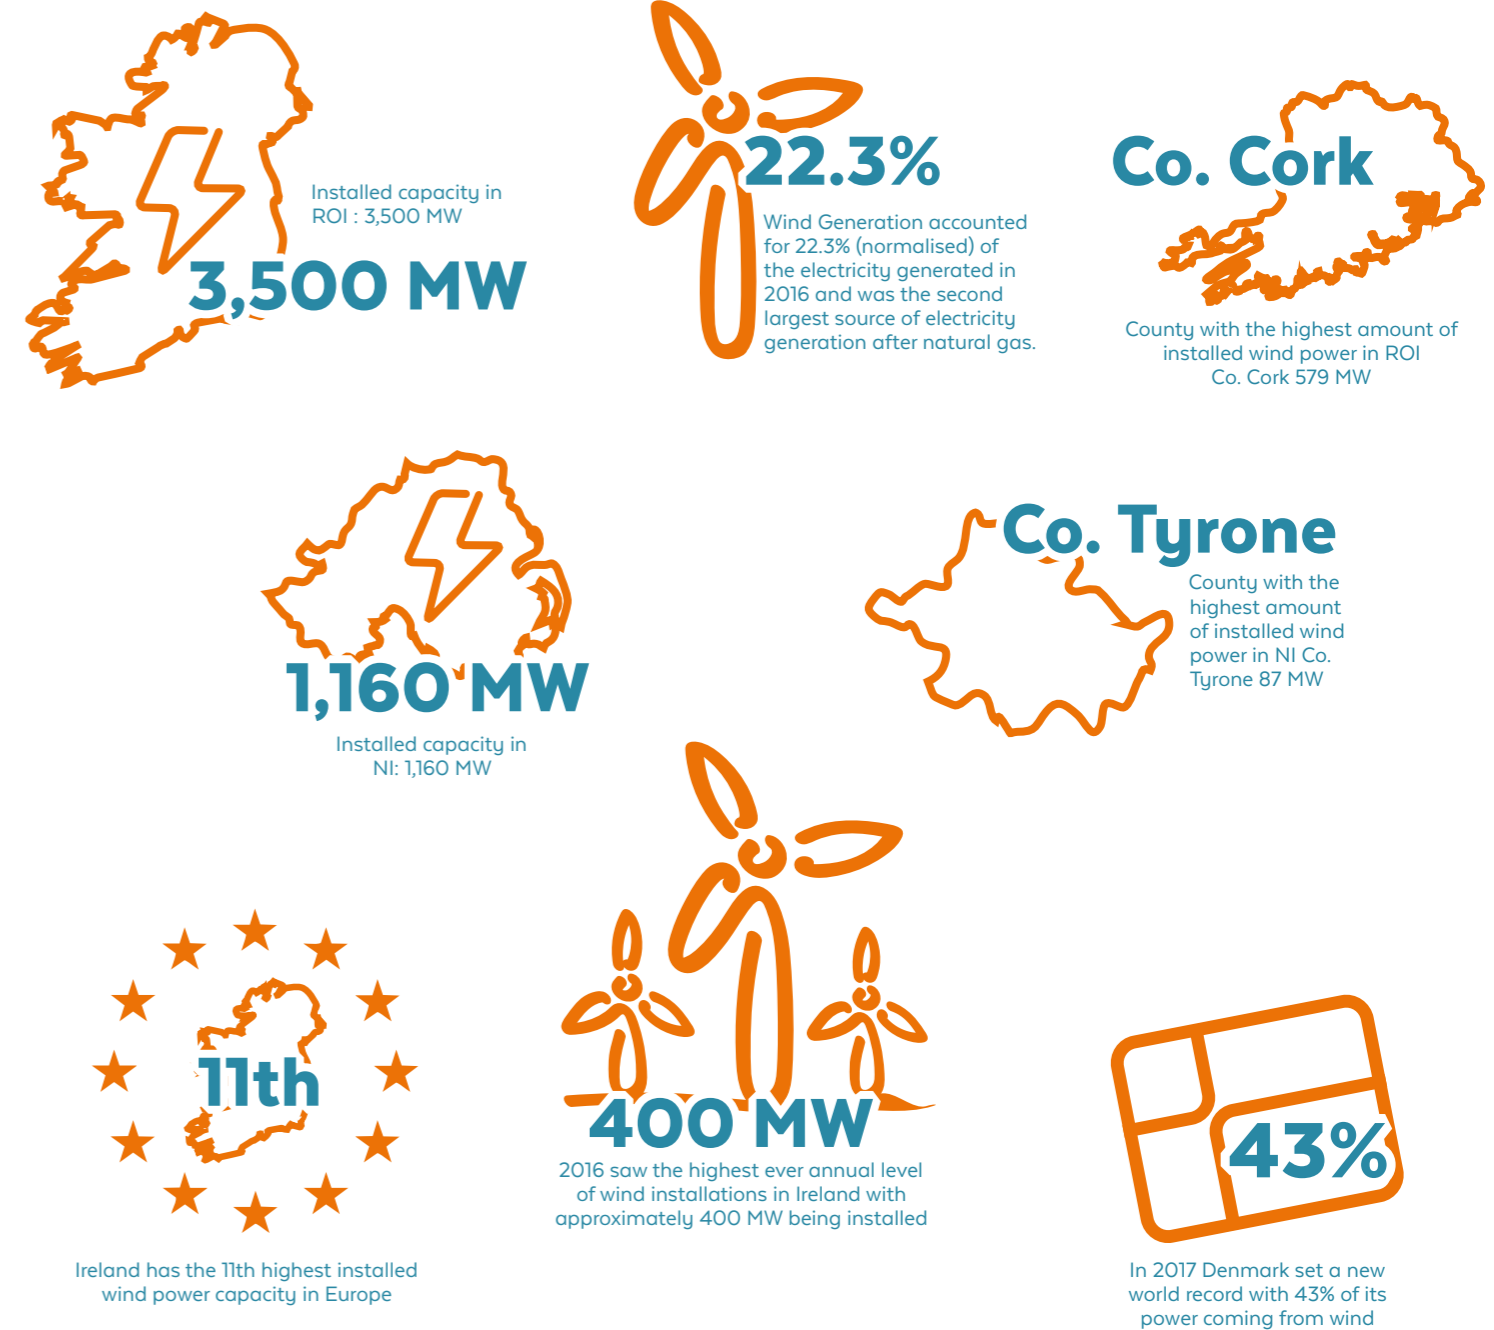 Installed capacity in
ROI : 3,500 MW
3,500 MW
22.3%
Wind Generation accounted
for 22.3% (normalised) of
the electricity generated in
2016 and was the second
largest source of electricity
generation after natural gas.
Co. Cork
County with the highest amount of
installed wind power in ROI
Co. Cork 579 MW
1,160 MW
Installed capacity in
NI: 1,160 MW
Co. Tyrone
County with the
highest amount
of installed wind
power in NI Co.
Tyrone 87 MW
11th
Ireland has the 11th highest installed
wind power capacity in Europe
400 MW
2016 saw the highest ever annual level
of wind installations in Ireland with
approximately 400 MW being installed
43%
In 2017 Denmark set a new
world record with 43% of its
power coming from wind